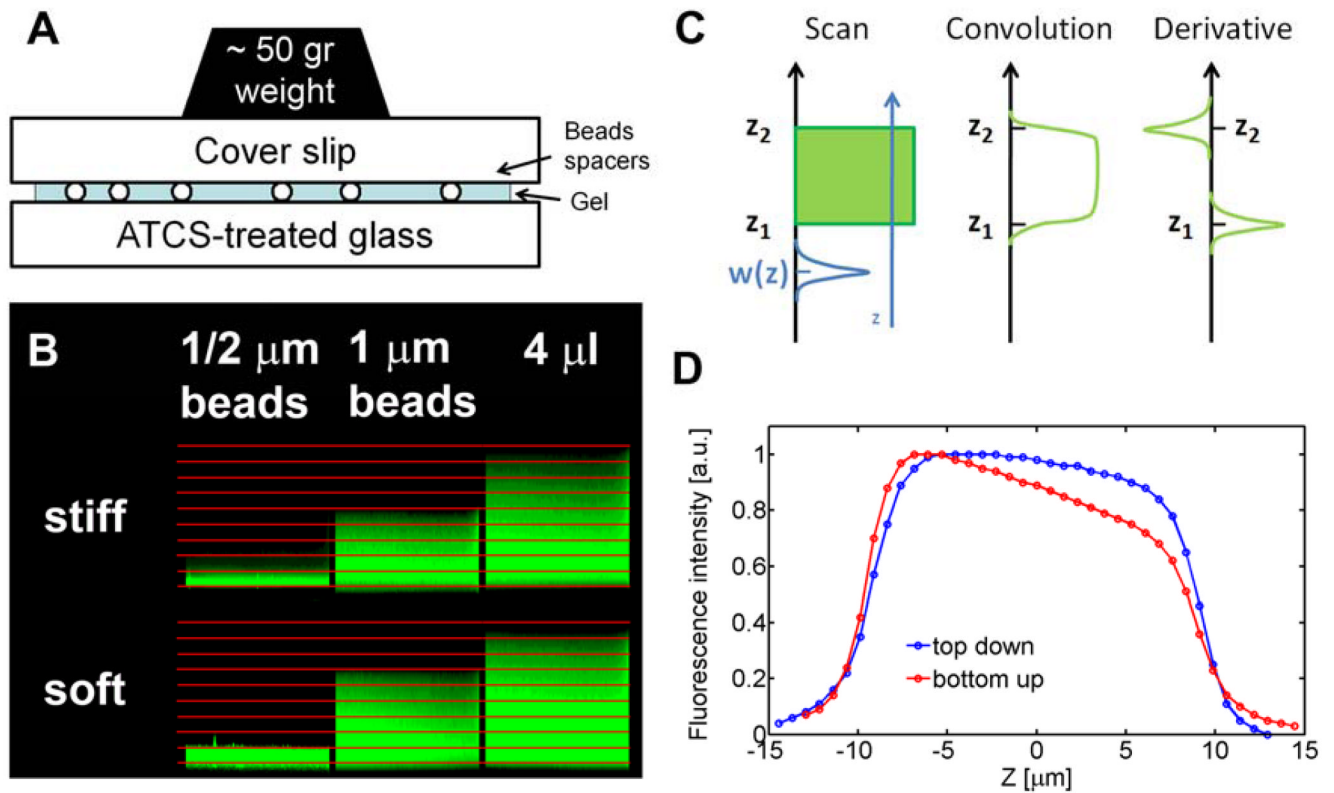 A
~ 50 gr
weight
Cover slip
Beads
spacers
Gel
ATCS-treated glass
B
1/2 μm
beads
1 μm
beads
4 μl
stiff
soft
C
Scan
Convolution
Derivative
z2
z1
w(z)
z
z2
z1
z2
z1
D
Fluorescence intensity [a.u.]
1
0.8
0.6
0.4
0.2
0
top down
bottom up
-15
-10
-5
0
5
10
15
Z [μm]